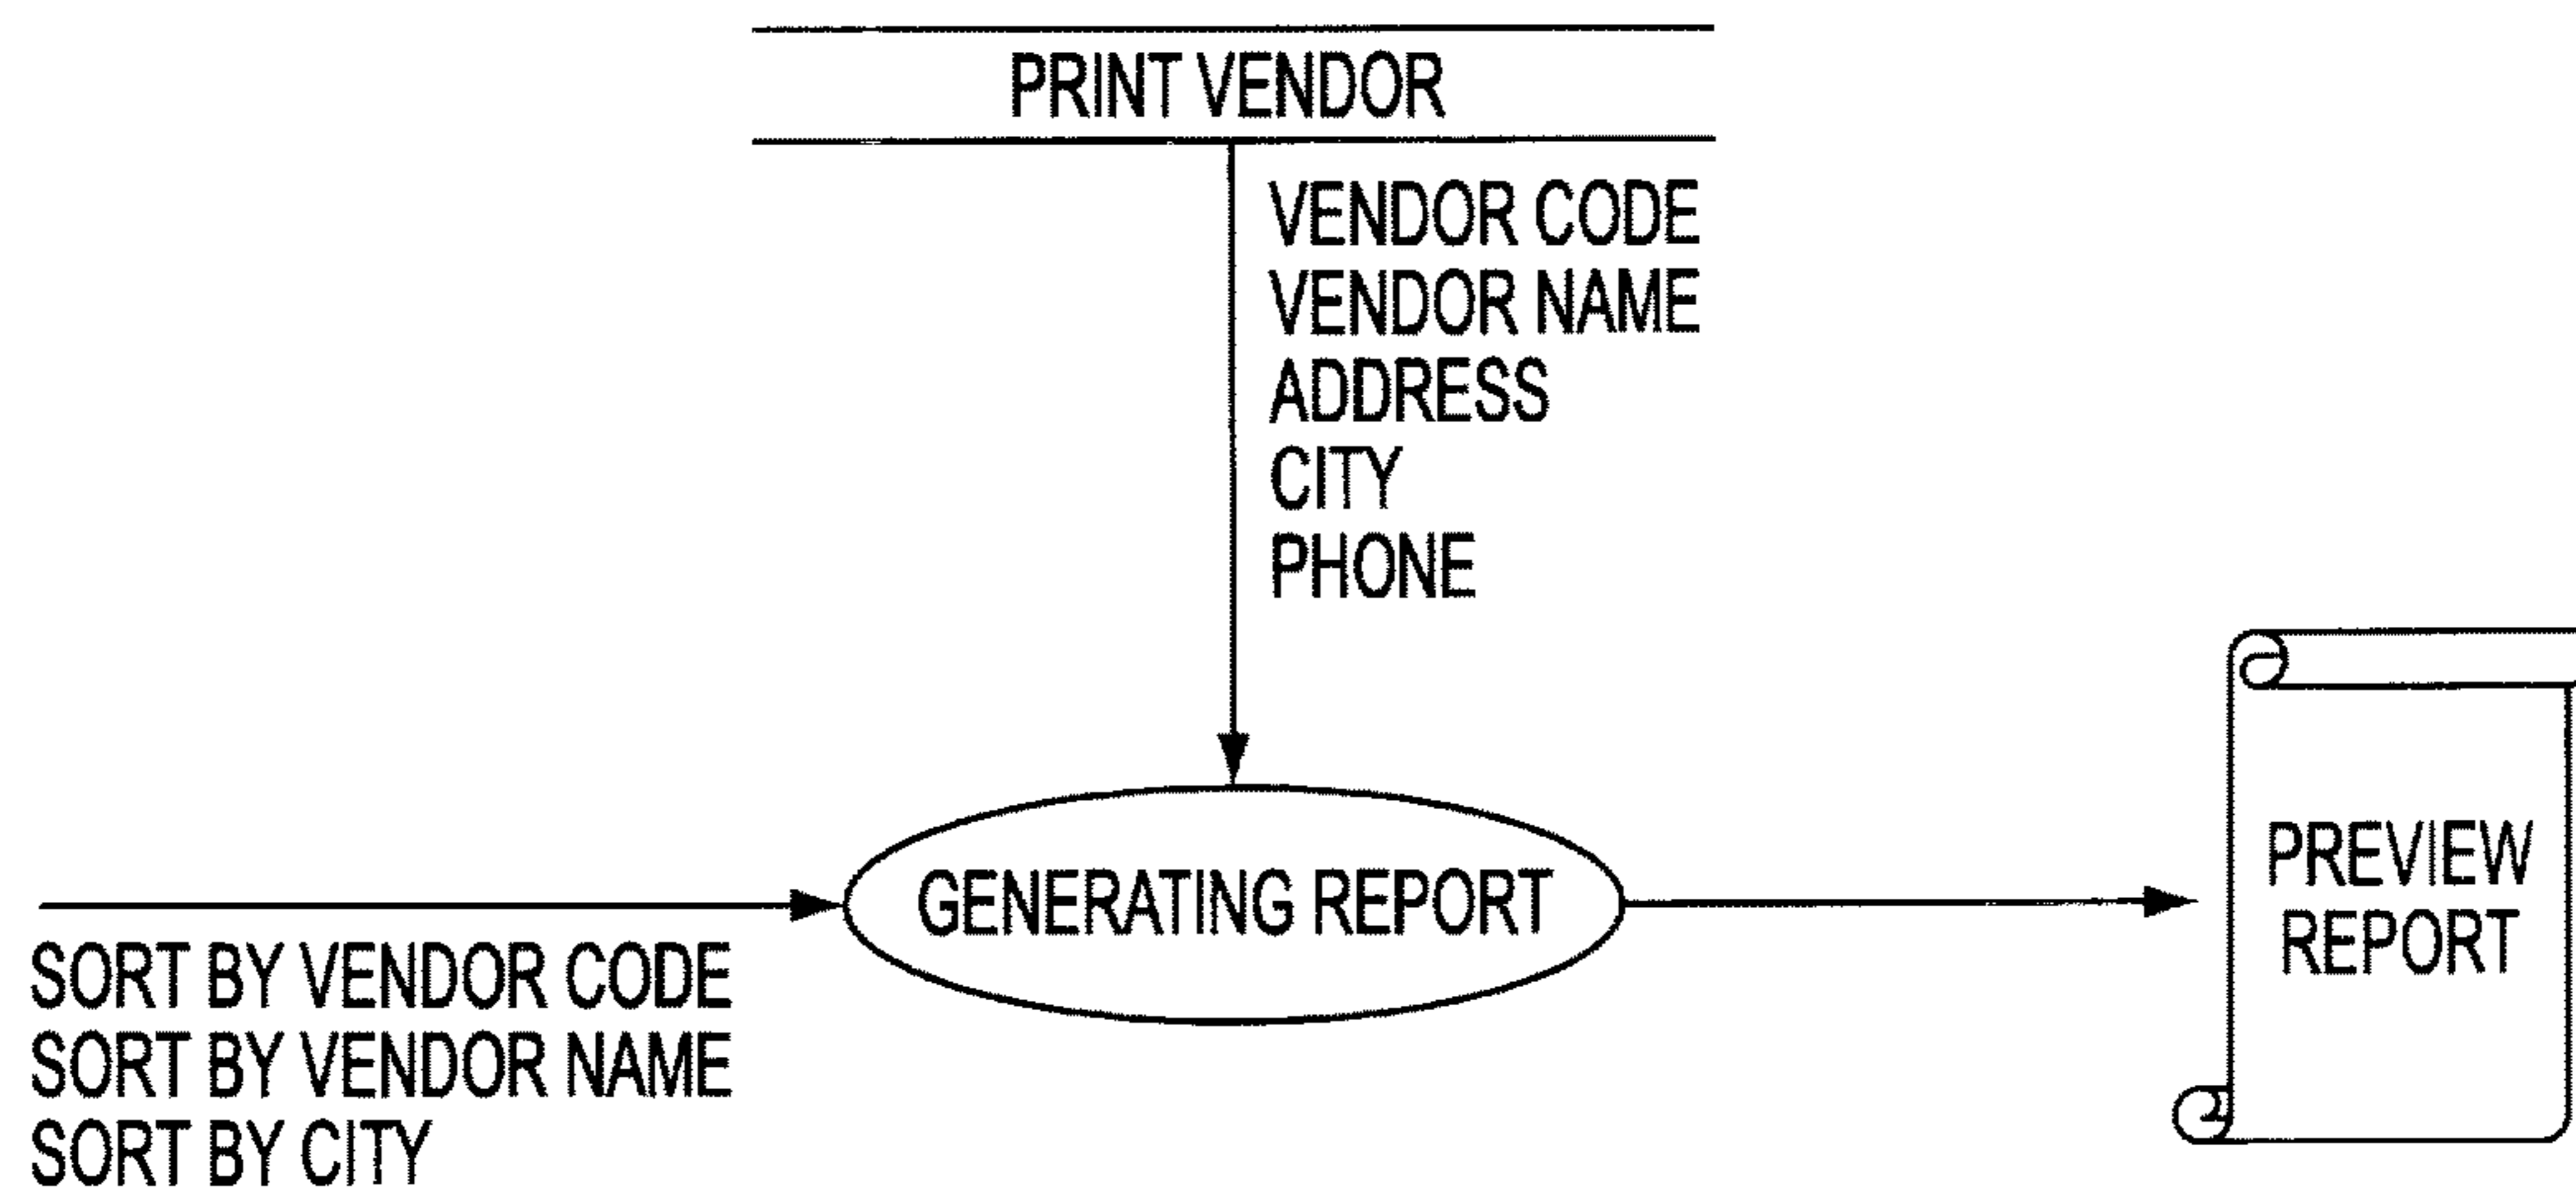 PRINT VENDOR
VENDOR CODE
VENDOR NAME
ADDRESS
CITY
PHONE
GENERATING REPORT
PREVIEW
REPORT
SORT BY VENDOR CODE
SORT BY VENDOR NAME
SORT BY CITY